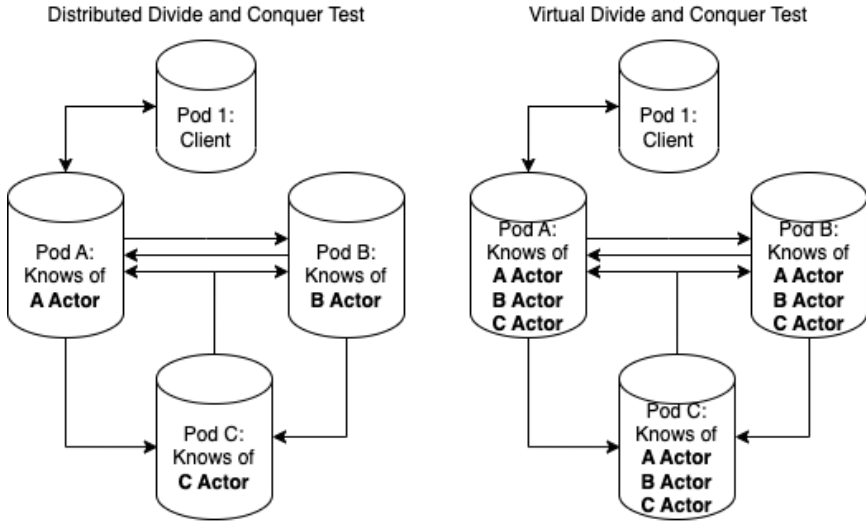 Distributed Divide and Conquer Test
Pod 1:
Client
Pod A:
Knows of
A Actor
Pod B:
Knows of
B Actor
Pod C:
Knows of
C Actor
Virtual Divide and Conquer Test
Pod 1:
Client
Pod A:
Knows of
A Actor
B Actor
C Actor
Pod B:
Knows of
A Actor
B Actor
C Actor
Pod C:
Knows of
A Actor
B Actor
C Actor